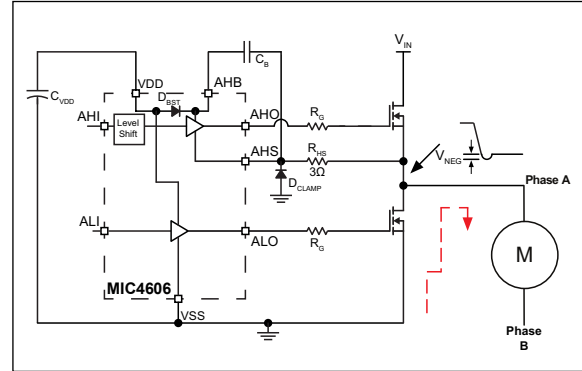 V_IN
C_B
VDD
AHB
C_VDD
D_BST
AHI
Level
Shift
AHO
R_G
AHS
R_HS
3Ω
V_NEG
Phase A
D_CLAMP
ALI
ALO
R_G
M
MIC4606
VSS
Phase
B